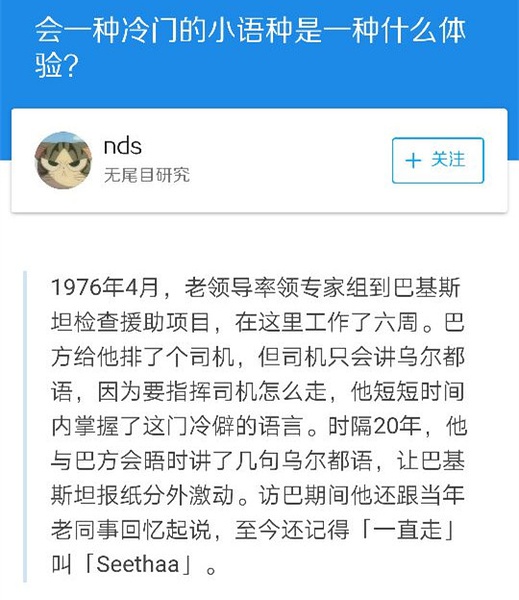 会一种冷门的小语种是一种什么体
验?
nds
无尾目研究
+ 关注
1976年4月，老领导率领专家组到巴基斯
坦检查援助项目，在这里工作了六周。巴
方给他排了个司机，但司机只会讲乌尔都
语，因为要指挥司机怎么走，他短短时间
内掌握了这门冷僻的语言。时隔20年，他
与巴方会晤时讲了几句乌尔都语，让巴基
斯坦报纸分外激动。访巴期间他还跟当年
老同事回忆起说，至今还记得「一直走」
叫「Seethaa」。